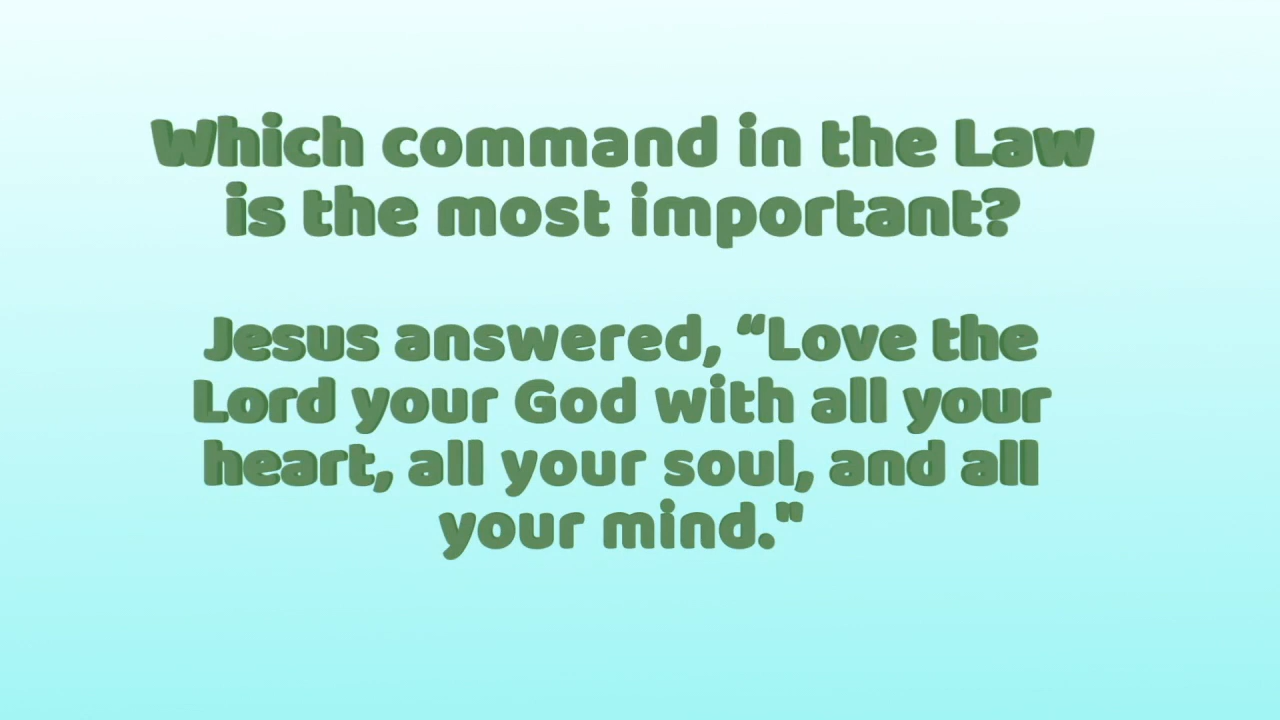 Which command in the Law
is the most important?
Jesus answered, “Love the
Lord your God with all your
heart, all your soul, and all
your mind."